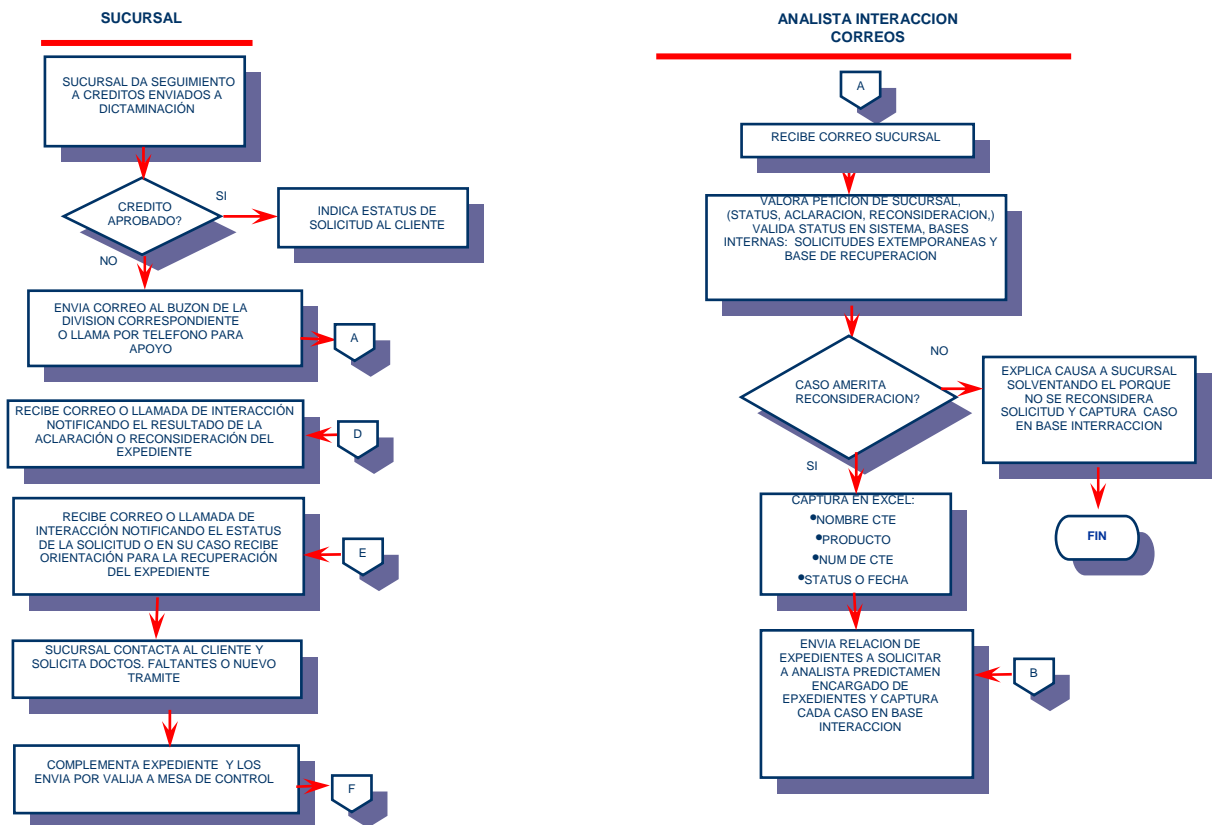 SUCURSAL
SUCURSAL DA SEGUIMIENTO
A CREDITOS ENVIADOS A
DICTAMINACIÓN
CREDITO
APROBADO?
SI
INDICA ESTATUS DE
SOLICITUD AL CLIENTE
NO
ENVIA CORREO AL BUZON DE LA
DIVISION CORRESPONDIENTE
O LLAMA POR TELEFONO PARA
APOYO
A
RECIBE CORREO O LLAMADA DE INTERACCIÓN
NOTIFICANDO EL RESULTADO DE LA
ACLARACIÓN O RECONSIDERACIÓN DEL
EXPEDIENTE
D
RECIBE CORREO O LLAMADA DE
INTERACCIÓN NOTIFICANDO EL ESTATUS
DE LA SOLICITUD O EN SU CASO RECIBE
ORIENTACIÓN PARA LA RECUPERACIÓN
DEL EXPEDIENTE
E
SUCURSAL CONTACTA AL CLIENTE Y
SOLICITA DOCTOS. FALTANTES O NUEVO
TRAMITE
COMPLEMENTA EXPEDIENTE Y LOS
ENVIA POR VALIJA A MESA DE CONTROL
F
ANALISTA INTERACCION
CORREOS
A
RECIBE CORREO SUCURSAL
VALORA PETICION DE SUCURSAL,
(STATUS, ACLARACION, RECONSIDERACION,)
VALIDA STATUS EN SISTEMA, BASES
INTERNAS: SOLICITUDES EXTEMPORANEAS Y
BASE DE RECUPERACION
CASO AMERITA
RECONSIDERACION?
NO
EXPLICA CAUSA A SUCURSAL
SOLVENTANDO EL PORQUE
NO SE RECONSIDERA
SOLICITUD Y CAPTURA CASO
EN BASE INTERRACCION
FIN
SI
CAPTURA EN EXCEL:
•NOMBRE CTE
•PRODUCTO
•NUM DE CTE
•STATUS O FECHA
ENVIA RELACION DE
EXPEDIENTES A SOLICITAR
A ANALISTA PREDICTAMEN
ENCARGADO DE
EPXEDIENTES Y CAPTURA
CADA CASO EN BASE
INTERACCION
B